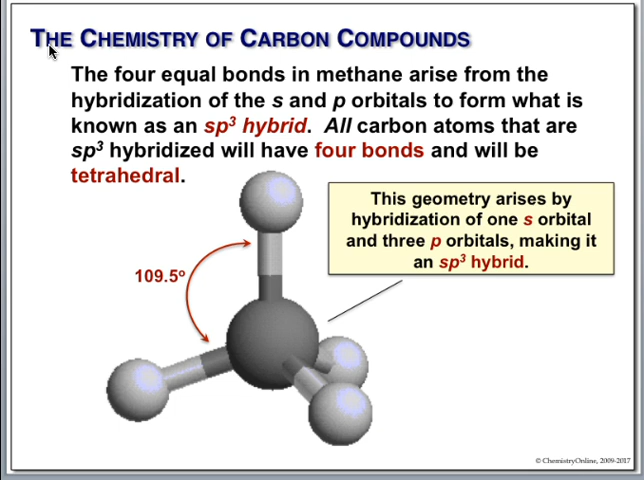 THE CHEMISTRY OF CARBON COMPOUNDS
The four equal bonds in methane arise from the
hybridization of the s and p orbitals to form what is
known as an sp³ hybrid. All carbon atoms that are
sp³ hybridized will have four bonds and will be
tetrahedral.
This geometry arises by
hybridization of one s orbital
and three p orbitals, making it
an sp³ hybrid.
109.5º
© ChemistryOnline, 2009-2017